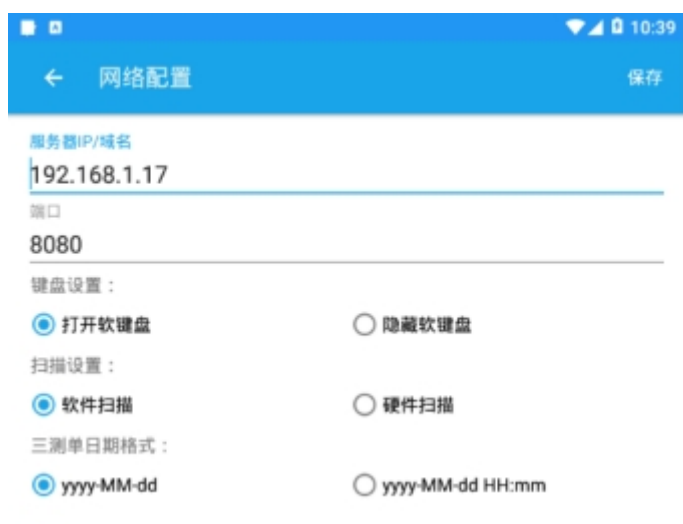 10:39
网络配置 保存
服务器IP/域名
192.168.1.17
端口
8080
键盘设置：
打开软键盘 隐藏软键盘
扫描设置：
软件扫描 硬件扫描
三测单日期格式：
yyyy-MM-dd yyyy-MM-dd HH:mm